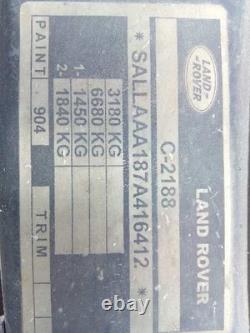 LAND ROVER
LAND-
-ROVER
C-2188
*SALLAAA187A416412*
3180 KG
6680 KG
1- 1450 KG
2- 1840 KG
PAINT 904 TRIM